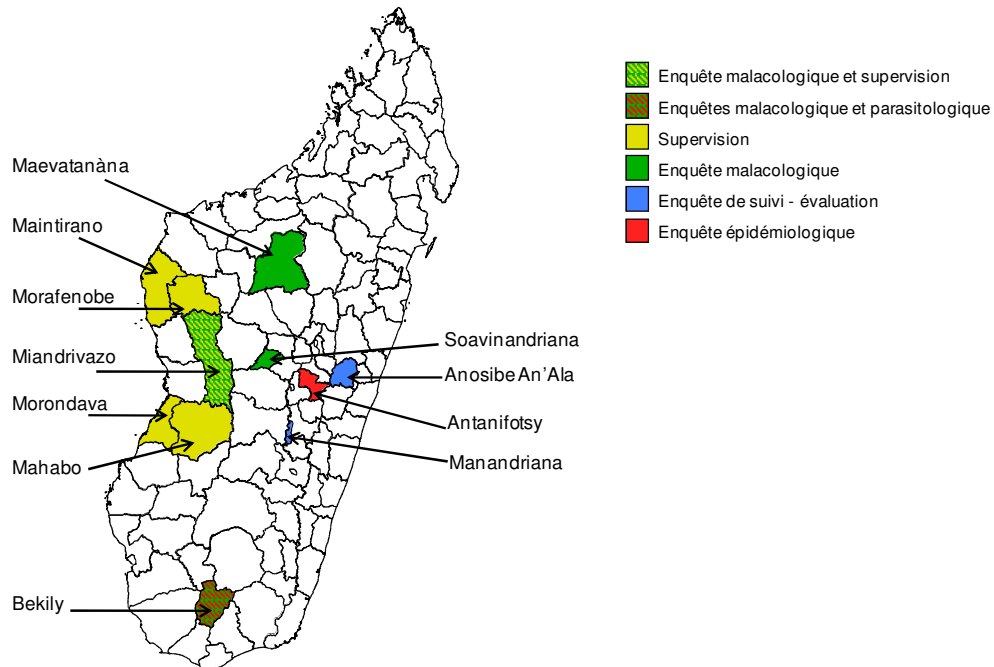 Enquête malacologique et supervision
Enquêtes malacologique et parasitologique
Supervision
Enquête malacologique
Enquête de suivi - évaluation
Enquête épidémiologique
Maevatanàna
Maintirano
Morafenobe
Miandrivazo
Morondava
Mahabo
Bekily
Soavinandriana
Anosibe An'Ala
Antanifotsy
Manandriana